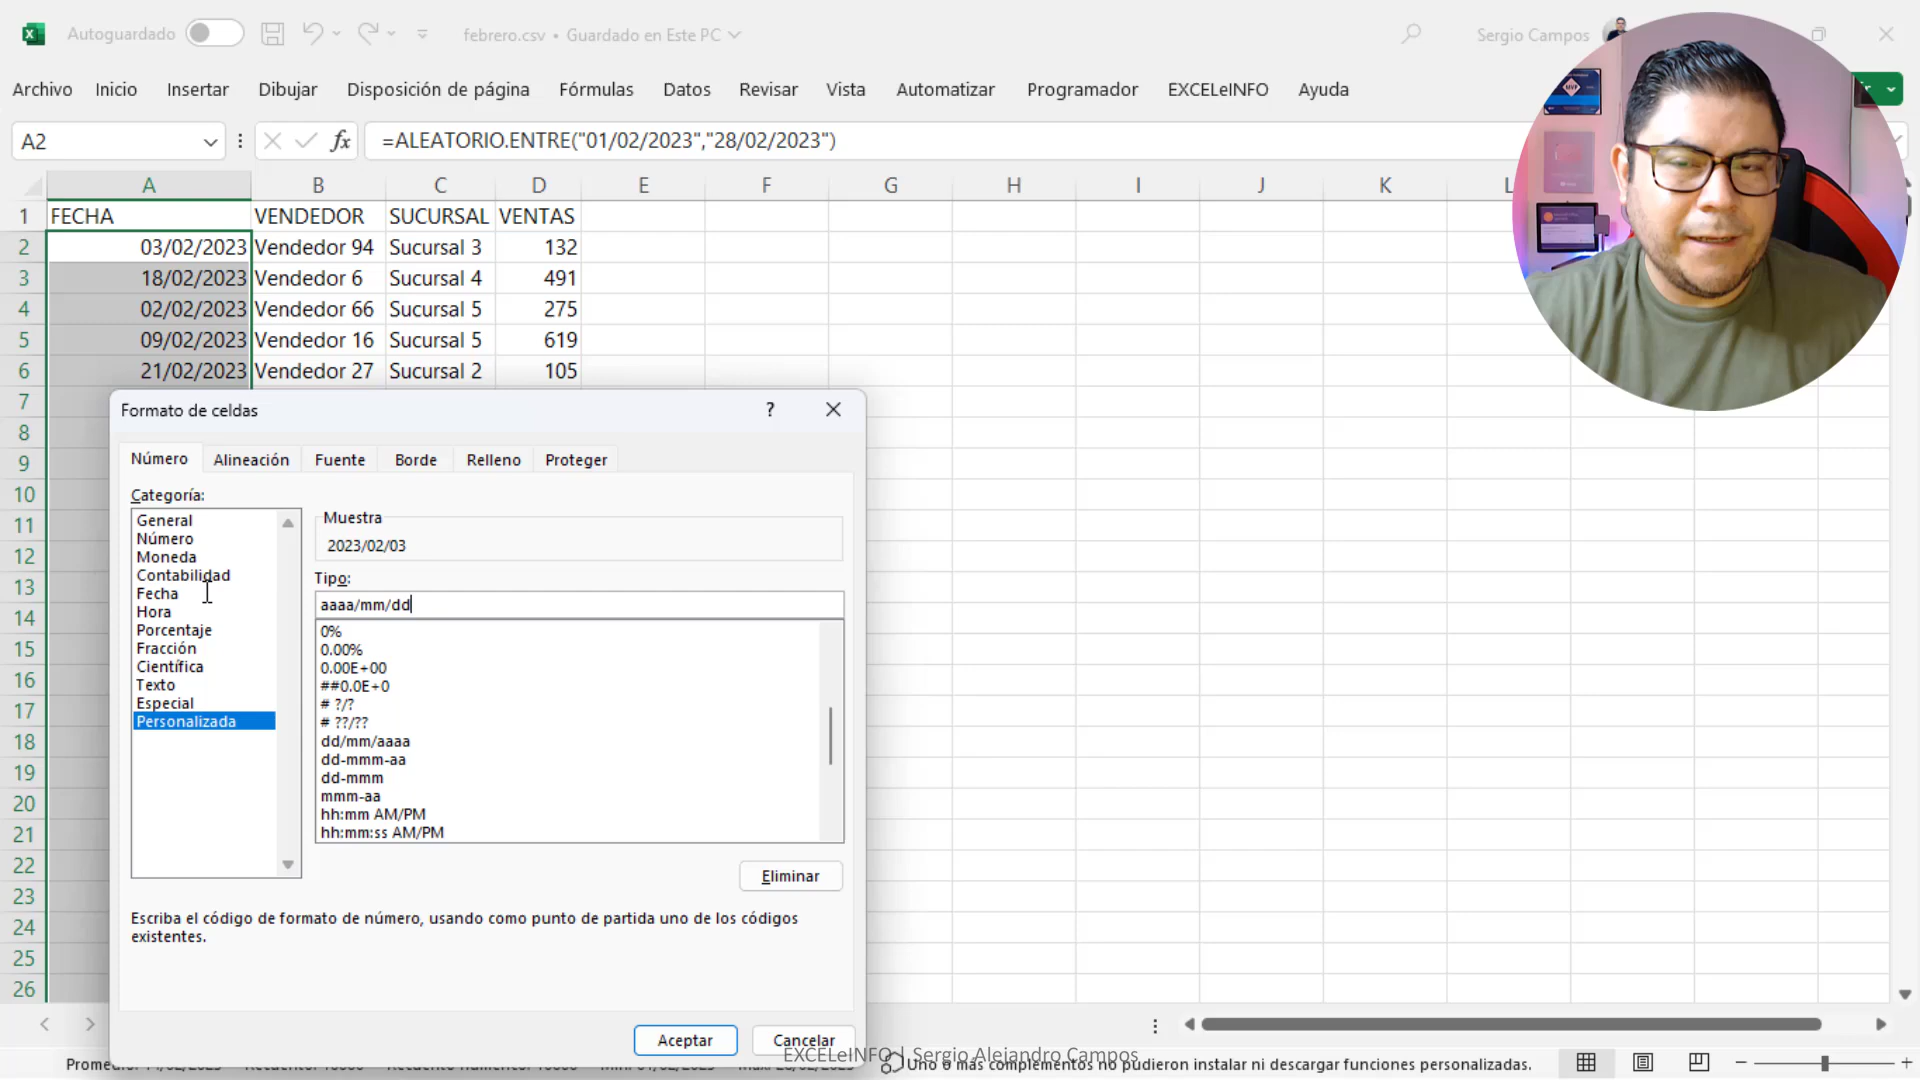 Autoguardado
febrero.csv • Guardado en Este PC
Sergio Campos
Archivo Inicio Insertar Dibujar Disposición de página Fórmulas Datos Revisar Vista Automatizar Programador EXCELeINFO Ayuda
A2 fx =ALEATORIO.ENTRE("01/02/2023","28/02/2023")
A B C D E F G H I J K L
1 FECHA VENDEDOR SUCURSAL VENTAS
2 03/02/2023 Vendedor 94 Sucursal 3 132
3 18/02/2023 Vendedor 6 Sucursal 4 491
4 02/02/2023 Vendedor 66 Sucursal 5 275
5 09/02/2023 Vendedor 16 Sucursal 5 619
6 21/02/2023 Vendedor 27 Sucursal 2 105
7
8
9
10
11
12
13
14
15
16
17
18
19
20
21
22
23
24
25
26
Formato de celdas ?
Número Alineación Fuente Borde Relleno Proteger
Categoría:
General
Número
Moneda
Contabilidad
Fecha
Hora
Porcentaje
Fracción
Científica
Texto
Especial
Personalizada
Muestra
2023/02/03
Tipo:
aaaa/mm/dd
0%
0.00%
0.00E+00
##0.0E+0
# ?/?
# ??/??
dd/mm/aaaa
dd-mmm-aa
dd-mmm
mmm-aa
hh:mm AM/PM
hh:mm:ss AM/PM
Eliminar
Escriba el código de formato de número, usando como punto de partida uno de los códigos
existentes.
Aceptar Cancelar
EXCELeINFO | Sergio Alejandro Campos
Uno o más complementos no pudieron instalar ni descargar funciones personalizadas.